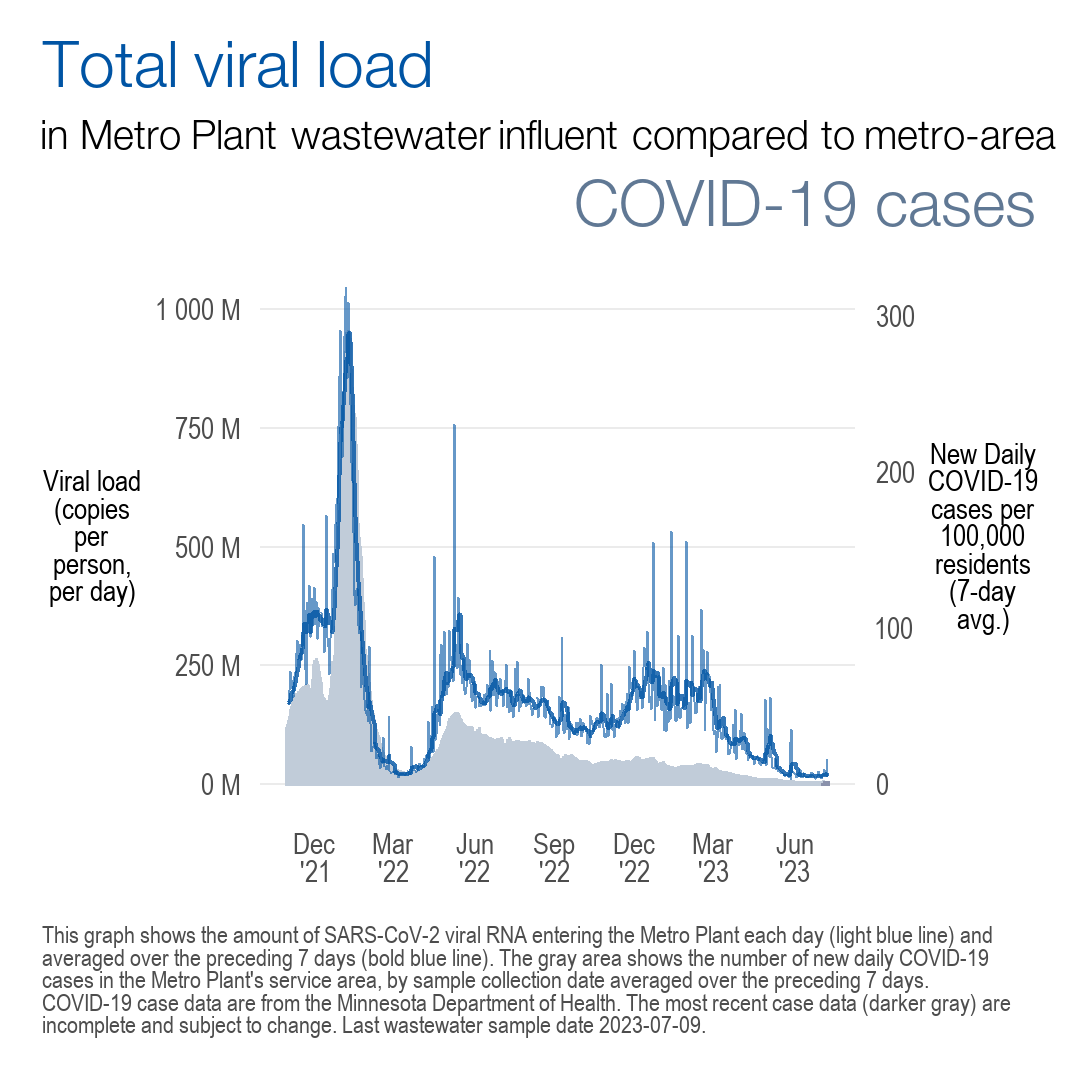 Total viral load
in Metro Plant wastewater influent compared to metro-area
COVID-19 cases
1 000 M
750 M
500 M
250 M
0 M
Viral load
(copies
per
person,
per day)
300
200
100
0
New Daily
COVID-19
cases per
100,000
residents
(7-day
avg.)
Dec '21
Mar '22
Jun '22
Sep '22
Dec '22
Mar '23
Jun '23
This graph shows the amount of SARS-CoV-2 viral RNA entering the Metro Plant each day (light blue line) and
averaged over the preceding 7 days (bold blue line). The gray area shows the number of new daily COVID-19
cases in the Metro Plant's service area, by sample collection date averaged over the preceding 7 days.
COVID-19 case data are from the Minnesota Department of Health. The most recent case data (darker gray) are
incomplete and subject to change. Last wastewater sample date 2023-07-09.